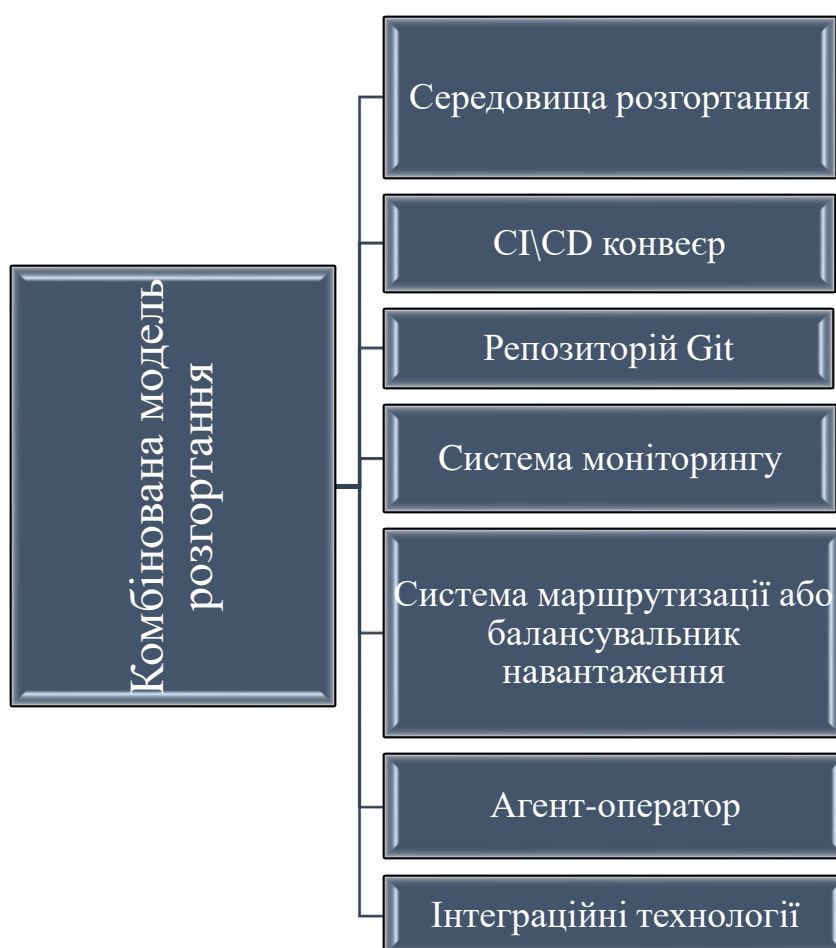 Комбінована модель
розгортання
Середовища розгортання
CI\CD конвеєр
Репозиторій Git
Система моніторингу
Система маршрутизації або
балансувальник
навантаження
Агент-оператор
Інтеграційні технології